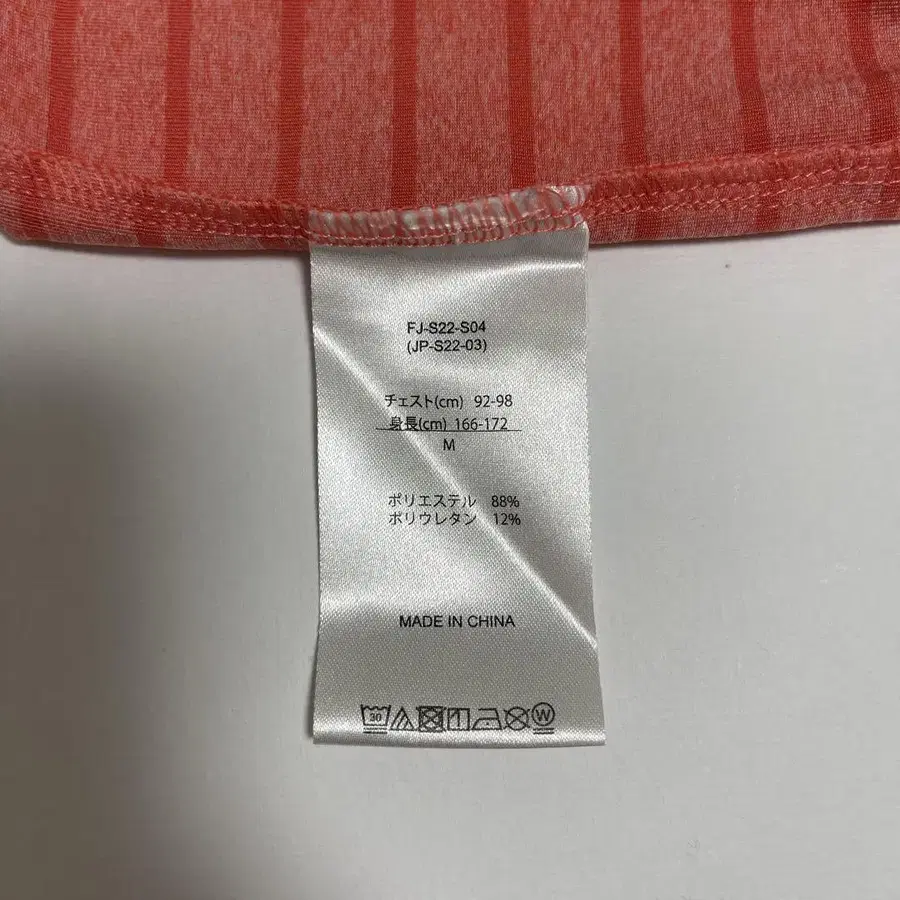 FJ-S22-S04
(JP-S22-03)
チェスト(cm) 92-98
身長(cm) 166-172
M
ポリエステル 88%
ポリウレタン 12%
MADE IN CHINA
30 W